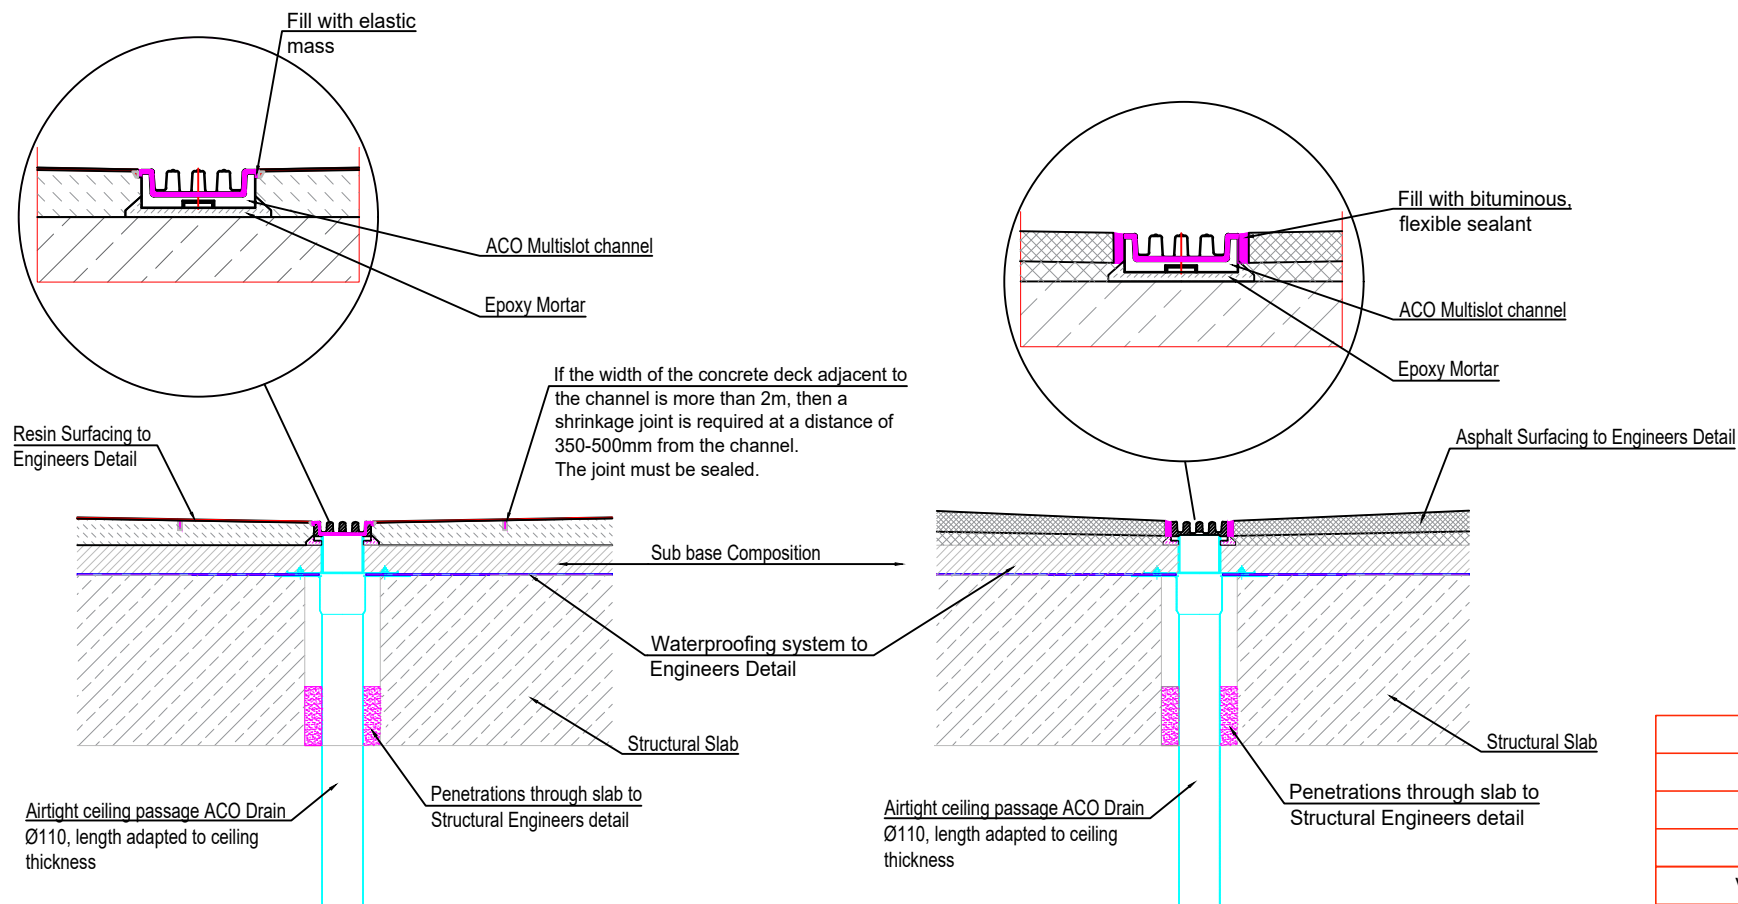 Fill with elastic
mass
ACO Multislot channel
Epoxy Mortar
If the width of the concrete deck adjacent to
the channel is more than 2m, then a
shrinkage joint is required at a distance of
350-500mm from the channel.
The joint must be sealed.
Resin Surfacing to
Engineers Detail
Sub base Composition
Waterproofing system to
Engineers Detail
Structural Slab
Penetrations through slab to
Structural Engineers detail
Airtight ceiling passage ACO Drain
Ø110, length adapted to ceiling
thickness
Fill with bituminous,
flexible sealant
ACO Multislot channel
Epoxy Mortar
Asphalt Surfacing to Engineers Detail
Structural Slab
Penetrations through slab to
Structural Engineers detail
Airtight ceiling passage ACO Drain
Ø110, length adapted to ceiling
thickness